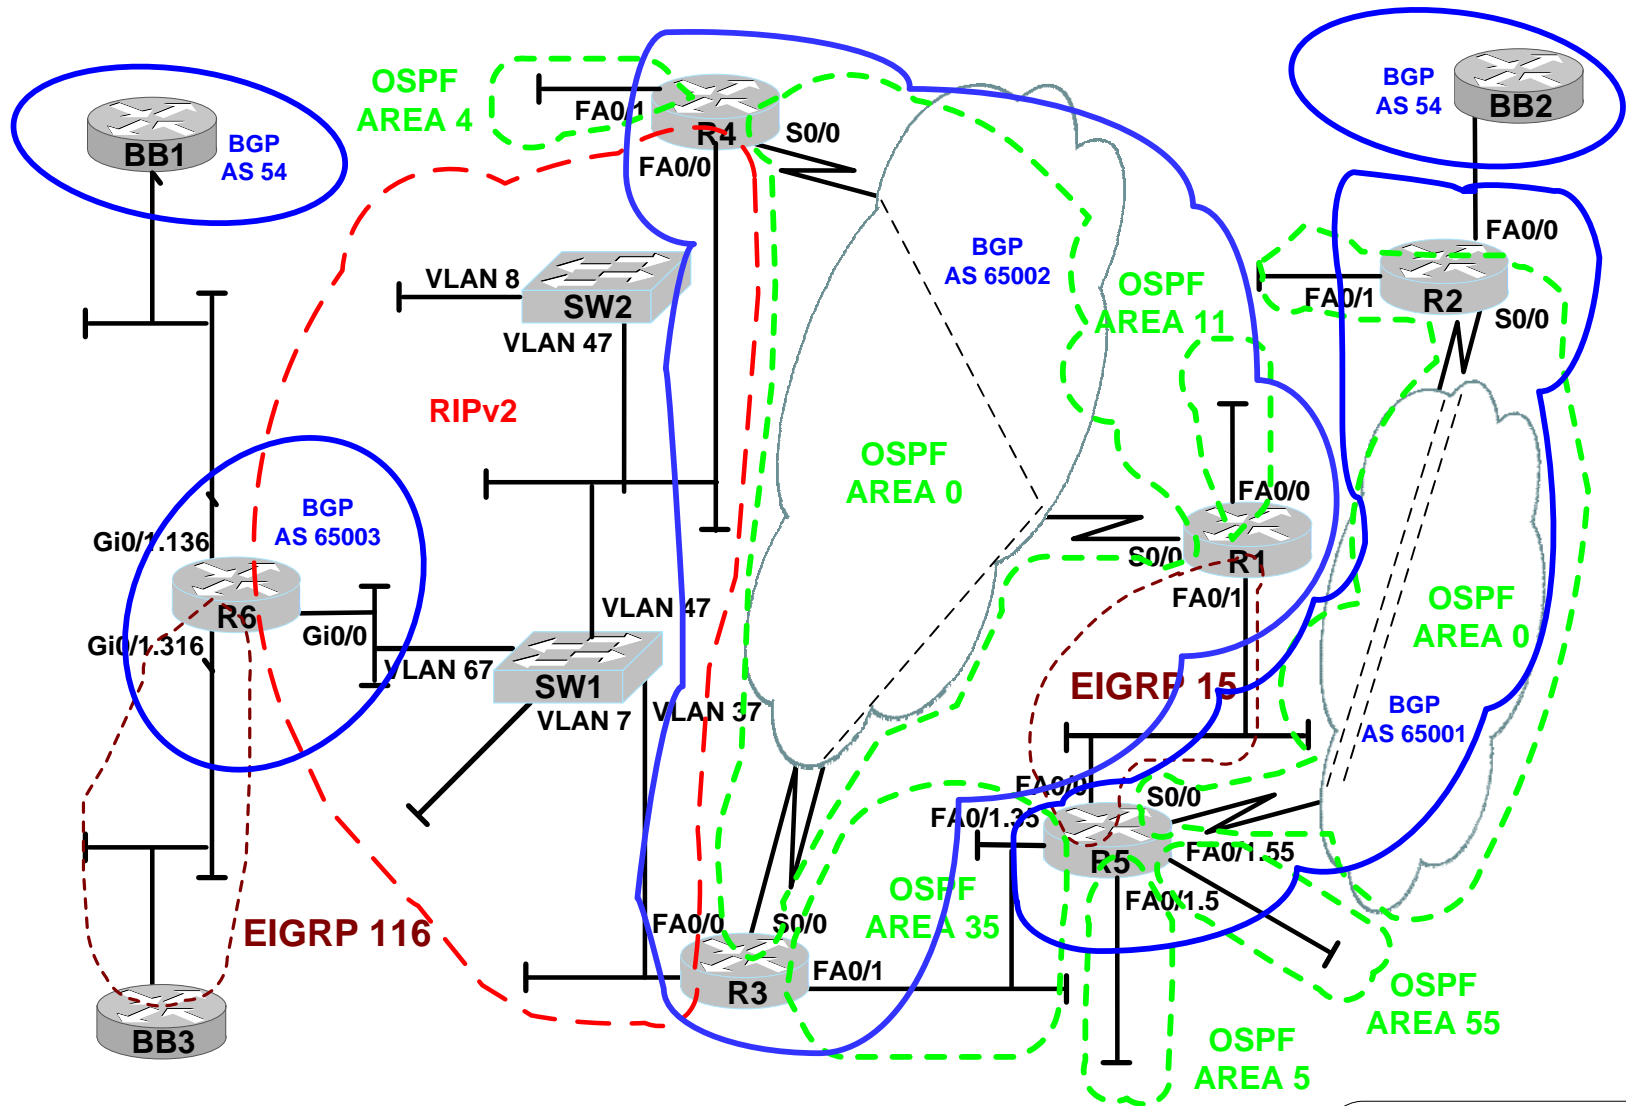 OSPF
AREA 4
FA0/1
R4
S0/0
FA0/0
BB1
BGP
AS 54
BGP
AS 54
BB2
FA0/0
R2
FA0/1
S0/0
VLAN 8
SW2
VLAN 47
BGP
AS 65002
OSPF
AREA 11
RIPv2
OSPF
AREA 0
FA0/0
R1
S0/0
FA0/1
BGP
AS 65003
Gi0/1.136
R6
Gi0/0
Gi0/1.316
VLAN 47
VLAN 67
SW1
VLAN 7
VLAN 37
OSPF
AREA 0
EIGRP 15
BGP
AS 65001
FA0/0
S0/0
FA0/1.35
R5
FA0/1.55
FA0/1.5
OSPF
AREA 35
EIGRP 116
FA0/0
S0/0
R3
FA0/1
BB3
OSPF
AREA 55
OSPF
AREA 5